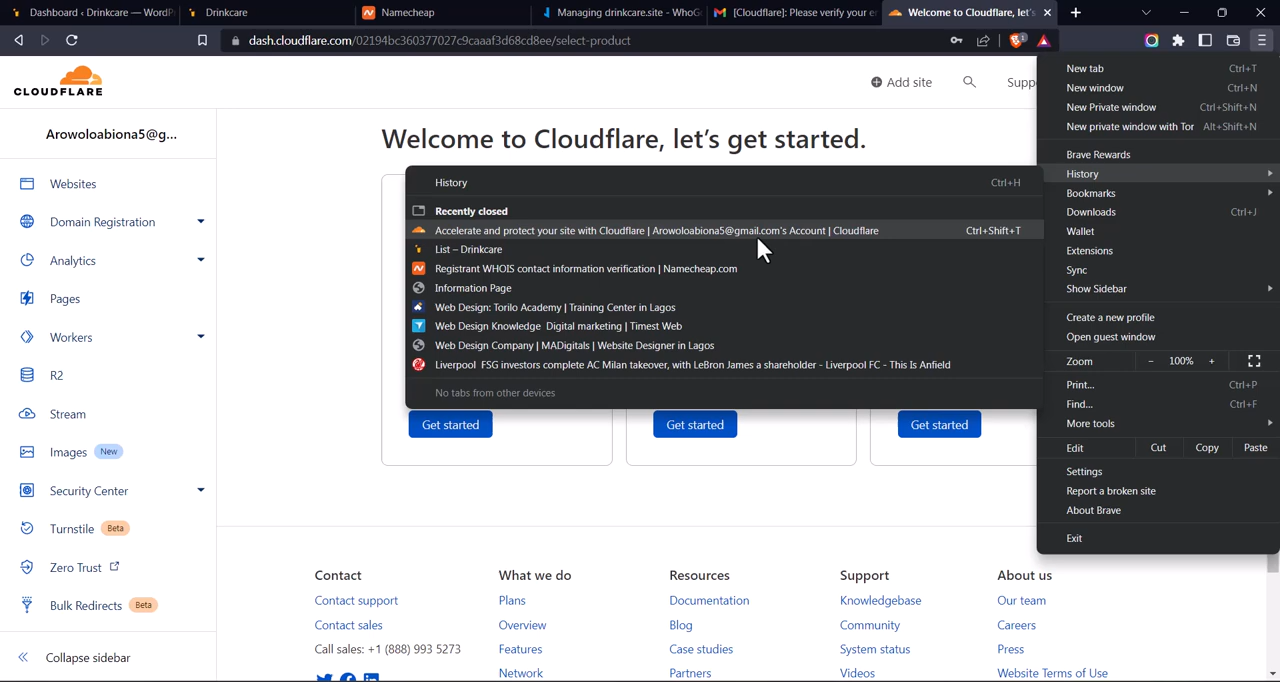 Dashboard ‹ Drinkcare — WordP
Drinkcare
Namecheap
Managing drinkcare.site - WhoG
[Cloudflare]: Please verify your e
Welcome to Cloudflare, let's
dash.cloudflare.com/02194bc360377027c9caaaf3d68cd8ee/select-product
1
CLOUDFLARE
Add site
Supp
Arowoloabiona5@g...
Websites
Domain Registration
Analytics
Pages
Workers
R2
Stream
Images New
Security Center
Turnstile Beta
Zero Trust
Bulk Redirects Beta
Collapse sidebar
Welcome to Cloudflare, let's get started.
History Ctrl+H
Recently closed
Accelerate and protect your site with Cloudflare | Arowoloabiona5@gmail.com's Account | Cloudflare Ctrl+Shift+T
List – Drinkcare
Registrant WHOIS contact information verification | Namecheap.com
Information Page
Web Design: Torilo Academy | Training Center in Lagos
Web Design Knowledge Digital marketing | Timest Web
Web Design Company | MADigitals | Website Designer in Lagos
Liverpool FSG investors complete AC Milan takeover, with LeBron James a shareholder - Liverpool FC - This Is Anfield
No tabs from other devices
Get started
Get started
Get started
New tab Ctrl+T
New window Ctrl+N
New Private window Ctrl+Shift+N
New private window with Tor Alt+Shift+N
Brave Rewards
History
Bookmarks
Downloads Ctrl+J
Wallet
Extensions
Sync
Show Sidebar
Create a new profile
Open guest window
Zoom - 100% +
Print... Ctrl+P
Find... Ctrl+F
More tools
Edit Cut Copy Paste
Settings
Report a broken site
About Brave
Exit
Contact
Contact support
Contact sales
Call sales: +1 (888) 993 5273
What we do
Plans
Overview
Features
Network
Resources
Documentation
Blog
Case studies
Partners
Support
Knowledgebase
Community
System status
Videos
About us
Our team
Careers
Press
Website Terms of Use